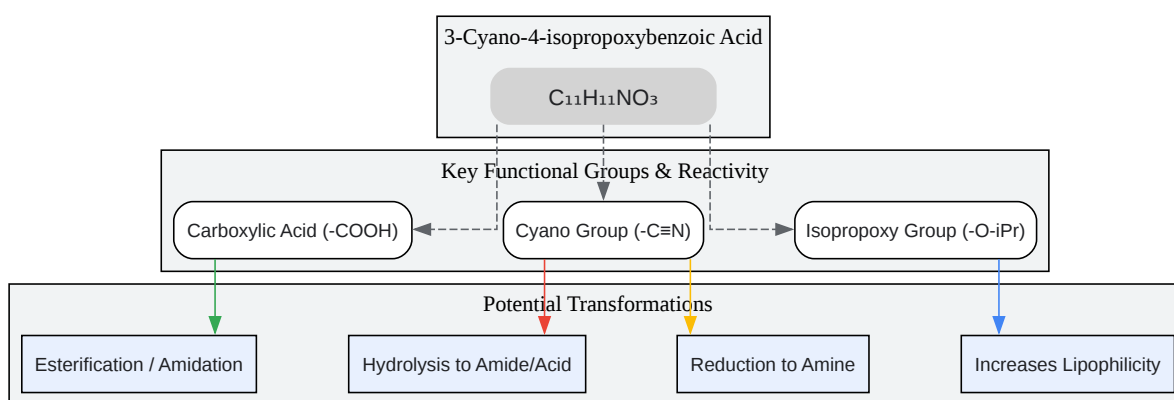 3-Cyano-4-isopropoxybenzoic Acid
C₁₁H₁₁NO₃
Key Functional Groups & Reactivity
Carboxylic Acid (-COOH)
Cyano Group (-C≡N)
Isopropoxy Group (-O-iPr)
Potential Transformations
Esterification / Amidation
Hydrolysis to Amide/Acid
Reduction to Amine
Increases Lipophilicity